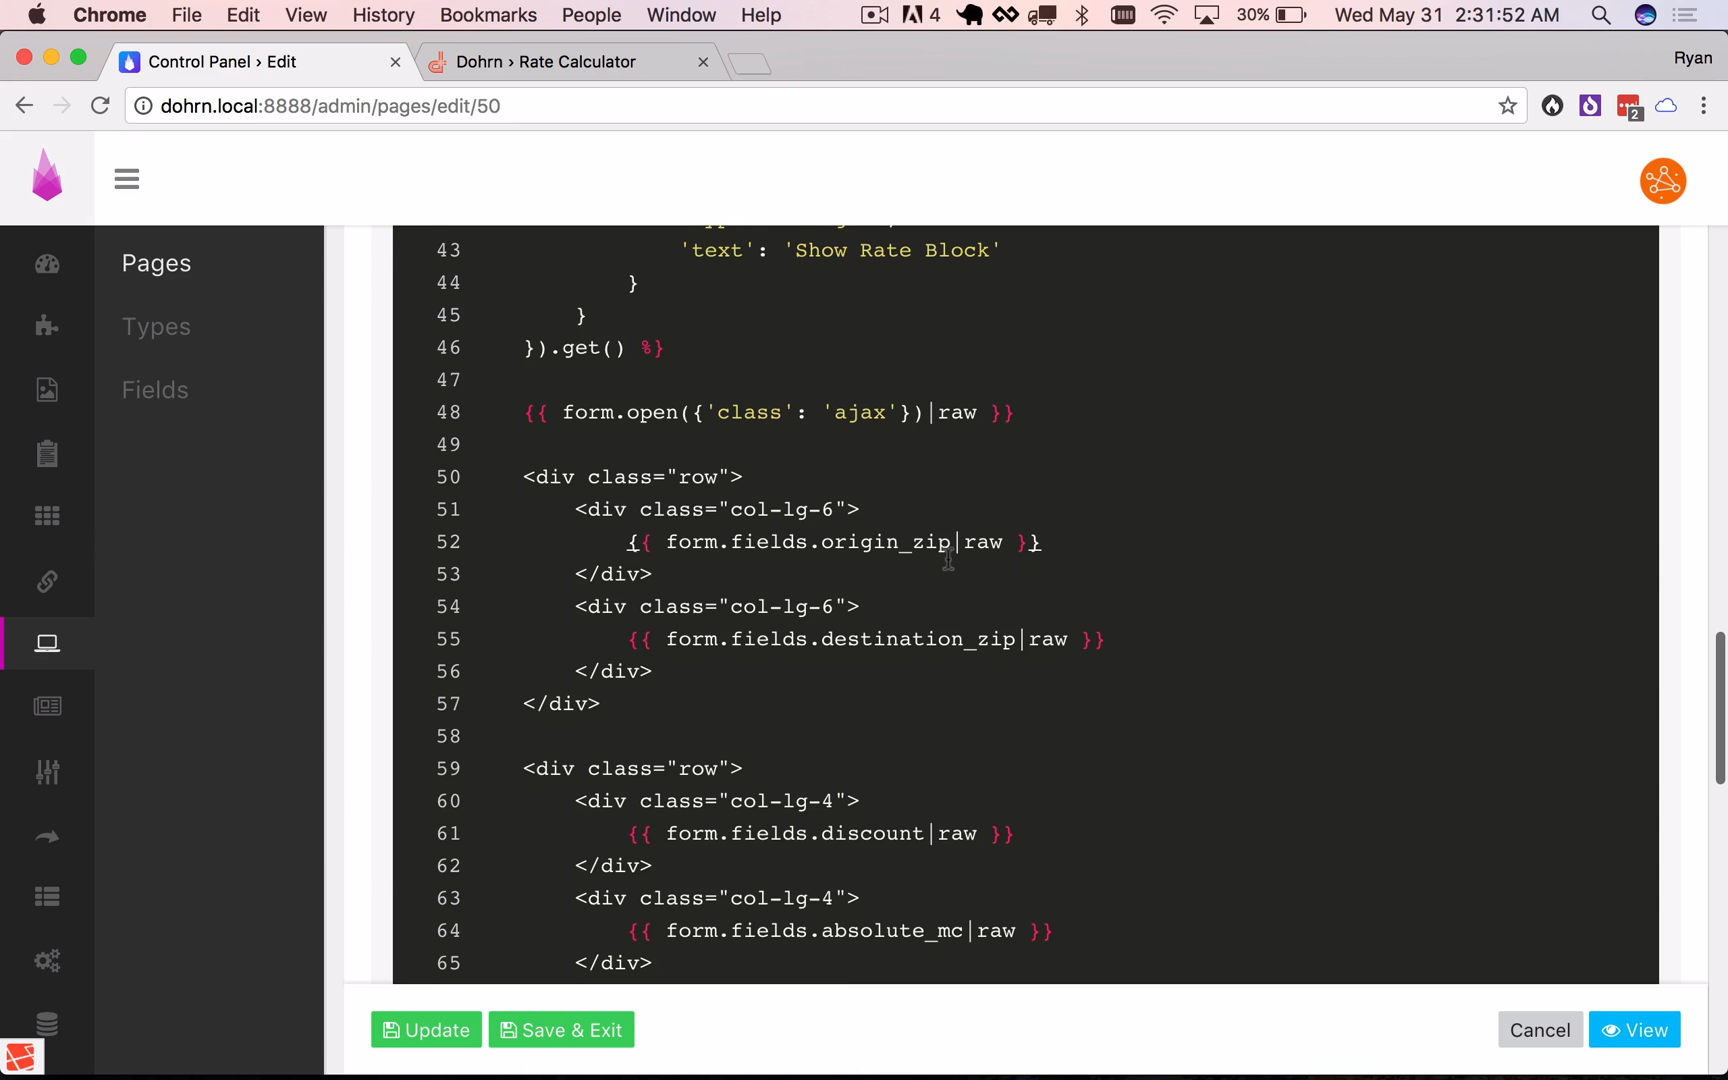 Chrome File Edit View History Bookmarks People Window Help 4 30% Wed May 31 2:31:52 AM
Control Panel › Edit
Dohrn › Rate Calculator
Ryan
dohrn.local:8888/admin/pages/edit/50
2
Pages
Types
Fields
43 'text': 'Show Rate Block'
44 }
45 }
46 }).get() %}
47
48 {{ form.open({'class': 'ajax'})|raw }}
49
50 <div class="row">
51 <div class="col-lg-6">
52 {{ form.fields.origin_zip|raw }}
53 </div>
54 <div class="col-lg-6">
55 {{ form.fields.destination_zip|raw }}
56 </div>
57 </div>
58
59 <div class="row">
60 <div class="col-lg-4">
61 {{ form.fields.discount|raw }}
62 </div>
63 <div class="col-lg-4">
64 {{ form.fields.absolute_mc|raw }}
65 </div>
Update
Save & Exit
Cancel
View